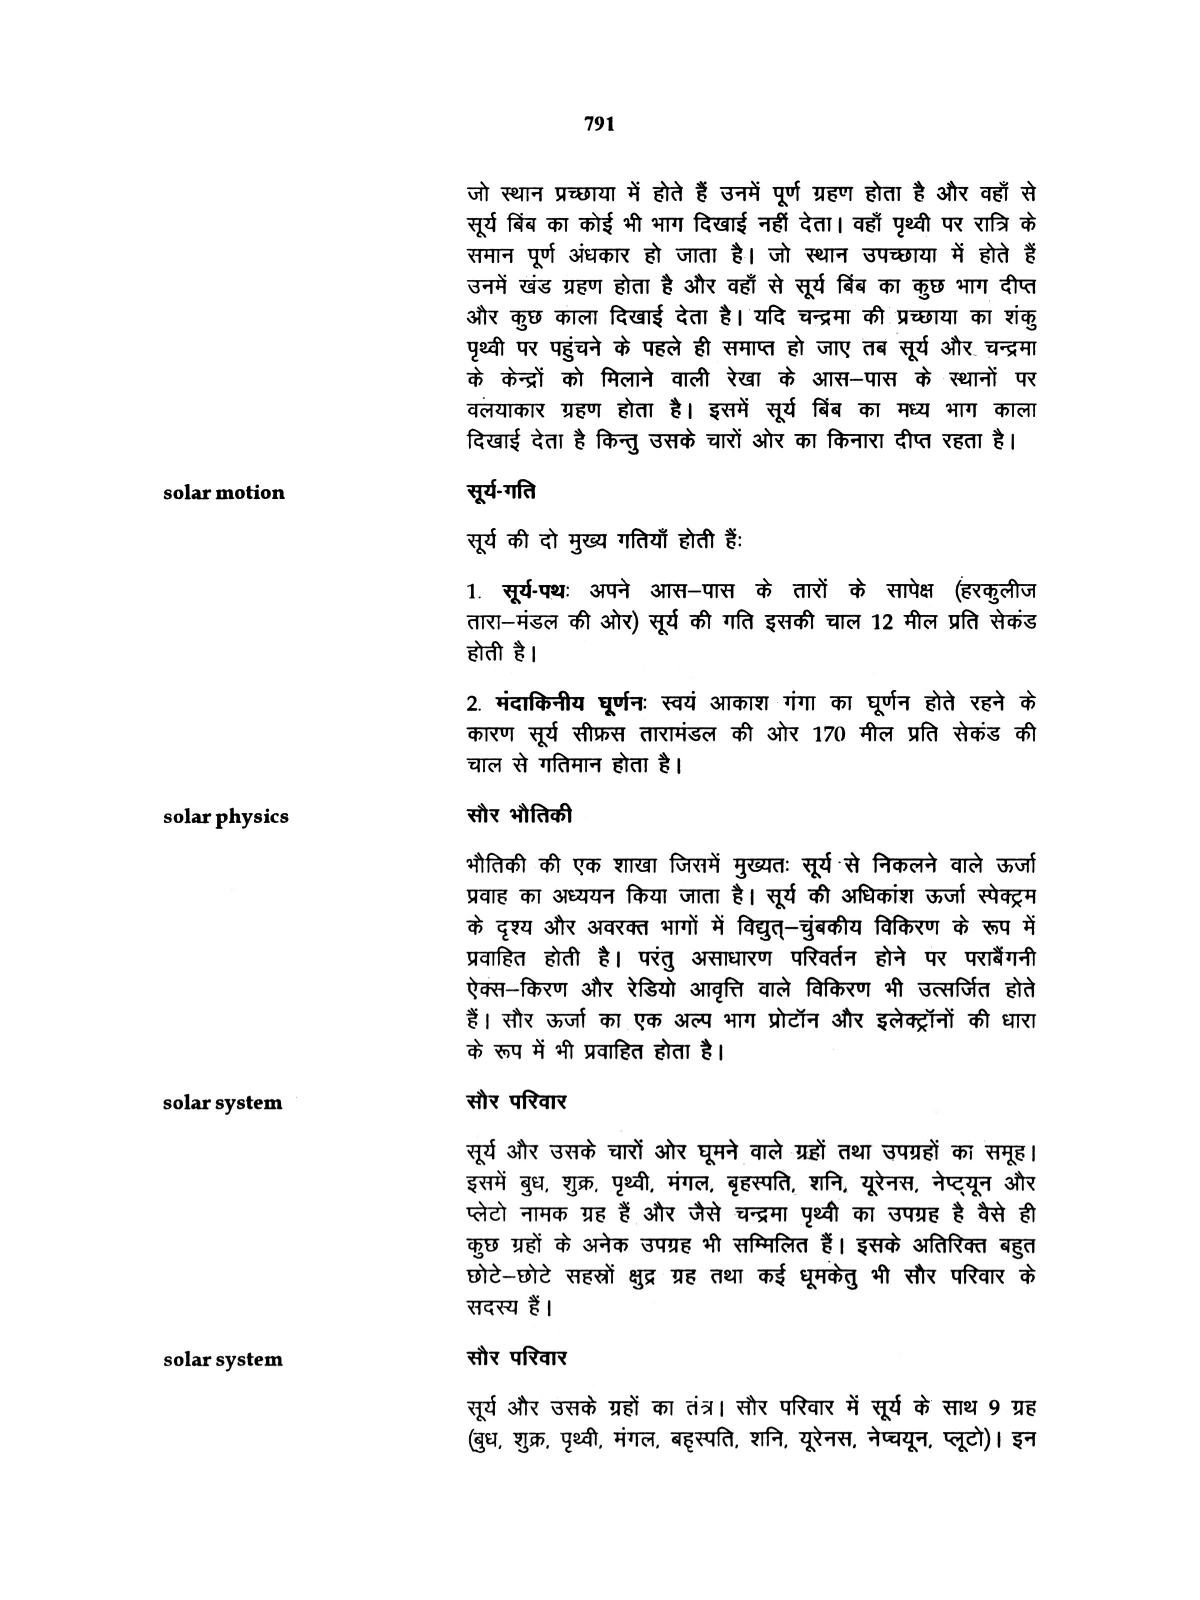 791
जो स्थान प्रच्छाया में होते हैं उनमें पूर्ण ग्रहण होता है और वहाँ से
सूर्य बिंब का कोई भी भाग दिखाई नहीं देता। वहाँ पृथ्वी पर रात्रि के
समान पूर्ण अंधकार हो जाता है। जो स्थान उपच्छाया में होते हैं
उनमें खंड ग्रहण होता है और वहाँ से सूर्य बिंब का कुछ भाग दीप्त
और कुछ काला दिखाई देता है। यदि चन्द्रमा की प्रच्छाया का शंकु
पृथ्वी पर पहुंचने के पहले ही समाप्त हो जाए तब सूर्य और चन्द्रमा
के केन्द्रों को मिलाने वाली रेखा के आस–पास के स्थानों पर
वलयाकार ग्रहण होता है। इसमें सूर्य बिंब का मध्य भाग काला
दिखाई देता है किन्तु उसके चारों ओर का किनारा दीप्त रहता है।
solar motion सूर्य-गति
सूर्य की दो मुख्य गतियाँ होती हैंः
1. सूर्य-पथः अपने आस–पास के तारों के सापेक्ष (हरकुलीज
तारा–मंडल की ओर) सूर्य की गति इसकी चाल 12 मील प्रति सेकंड
होती है।
2. मंदाकिनीय घूर्णनः स्वयं आकाश गंगा का घूर्णन होते रहने के
कारण सूर्य सीफ्रस तारामंडल की ओर 170 मील प्रति सेकंड की
चाल से गतिमान होता है।
solar physics सौर भौतिकी
भौतिकी की एक शाखा जिसमें मुख्यतः सूर्य से निकलने वाले ऊर्जा
प्रवाह का अध्ययन किया जाता है। सूर्य की अधिकांश ऊर्जा स्पेक्ट्रम
के दृश्य और अवरक्त भागों में विद्युत्–चुंबकीय विकिरण के रूप में
प्रवाहित होती है। परंतु असाधारण परिवर्तन होने पर पराबैंगनी
ऐक्स–किरण और रेडियो आवृत्ति वाले विकिरण भी उत्सर्जित होते
हैं। सौर ऊर्जा का एक अल्प भाग प्रोटॉन और इलेक्ट्रॉनों की धारा
के रूप में भी प्रवाहित होता है।
solar system सौर परिवार
सूर्य और उसके चारों ओर घूमने वाले ग्रहों तथा उपग्रहों का समूह।
इसमें बुध, शुक्र, पृथ्वी, मंगल, बृहस्पति, शनि, यूरेनस, नेप्ट्यून और
प्लेटो नामक ग्रह हैं और जैसे चन्द्रमा पृथ्वी का उपग्रह है वैसे ही
कुछ ग्रहों के अनेक उपग्रह भी सम्मिलित हैं। इसके अतिरिक्त बहुत
छोटे–छोटे सहस्रों क्षुद्र ग्रह तथा कई धूमकेतु भी सौर परिवार के
सदस्य हैं।
solar system सौर परिवार
सूर्य और उसके ग्रहों का तंत्र। सौर परिवार में सूर्य के साथ 9 ग्रह
(बुध, शुक्र, पृथ्वी, मंगल, बहृस्पति, शनि, यूरेनस, नेप्चयून, प्लूटो)। इन